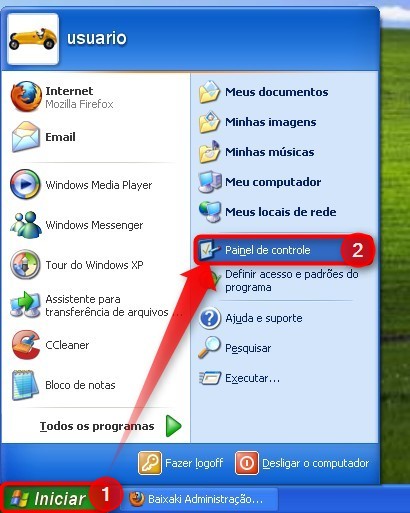 usuario
Internet
Mozilla Firefox
Email
Windows Media Player
Windows Messenger
Tour do Windows XP
Assistente para
transferência de arquivos ...
CCleaner
Bloco de notas
Todos os programas
Meus documentos
Minhas imagens
Minhas músicas
Meu computador
Meus locais de rede
Painel de controle
2
Definir acesso e padrões do
programa
Ajuda e suporte
Pesquisar
Executar...
Fazer logoff
Desligar o computador
Iniciar
1
Baixaki Administração...